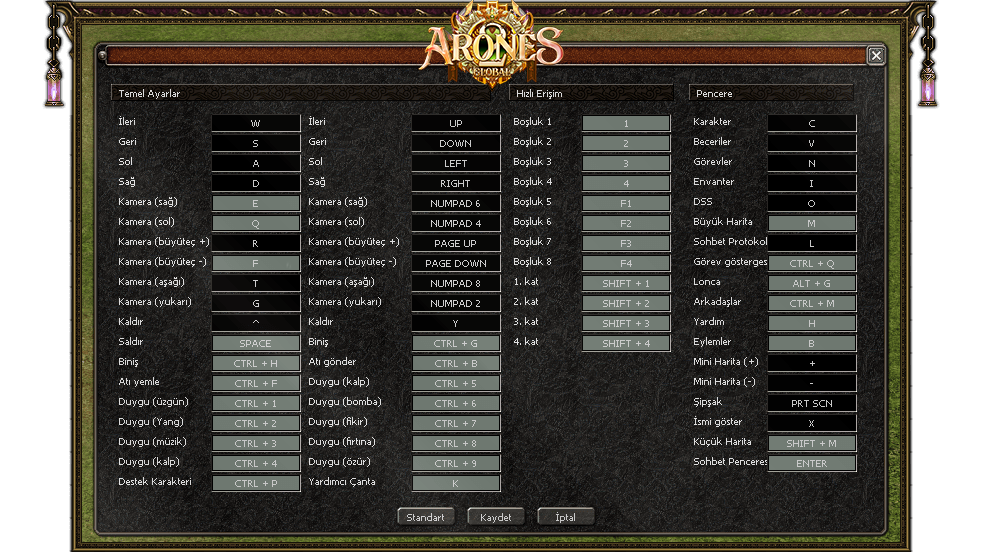 ARONES
GLOBAL
Temel Ayarlar Hızlı Erişim Pencere
İleri W İleri UP Boşluk 1 1 Karakter C
Geri S Geri DOWN Boşluk 2 2 Beceriler V
Sol A Sol LEFT Boşluk 3 3 Görevler N
Sağ D Sağ RIGHT Boşluk 4 4 Envanter I
Kamera (sağ) E Kamera (sağ) NUMPAD 6 Boşluk 5 F1 DSS O
Kamera (sol) Q Kamera (sol) NUMPAD 4 Boşluk 6 F2 Büyük Harita M
Kamera (büyüteç +) R Kamera (büyüteç +) PAGE UP Boşluk 7 F3 Sohbet Protokol L
Kamera (büyüteç -) F Kamera (büyüteç -) PAGE DOWN Boşluk 8 F4 Görev gösterges CTRL + Q
Kamera (aşağı) T Kamera (aşağı) NUMPAD 8 1. kat SHIFT + 1 Lonca ALT + G
Kamera (yukarı) G Kamera (yukarı) NUMPAD 2 2. kat SHIFT + 2 Arkadaşlar CTRL + M
Kaldır ^ Kaldır Y 3. kat SHIFT + 3 Yardım H
Saldır SPACE Biniş CTRL + G 4. kat SHIFT + 4 Eylemler B
Biniş CTRL + H Atı gönder CTRL + B Mini Harita (+) +
Atı yemle CTRL + F Duygu (kalp) CTRL + 5 Mini Harita (-) -
Duygu (üzgün) CTRL + 1 Duygu (bomba) CTRL + 6 Şipşak PRT SCN
Duygu (Yang) CTRL + 2 Duygu (fikir) CTRL + 7 İsmi göster X
Duygu (müzik) CTRL + 3 Duygu (fırtına) CTRL + 8 Küçük Harita SHIFT + M
Duygu (kalp) CTRL + 4 Duygu (özür) CTRL + 9 Sohbet Penceres ENTER
Destek Karakteri CTRL + P Yardımcı Çanta K
Standart Kaydet İptal